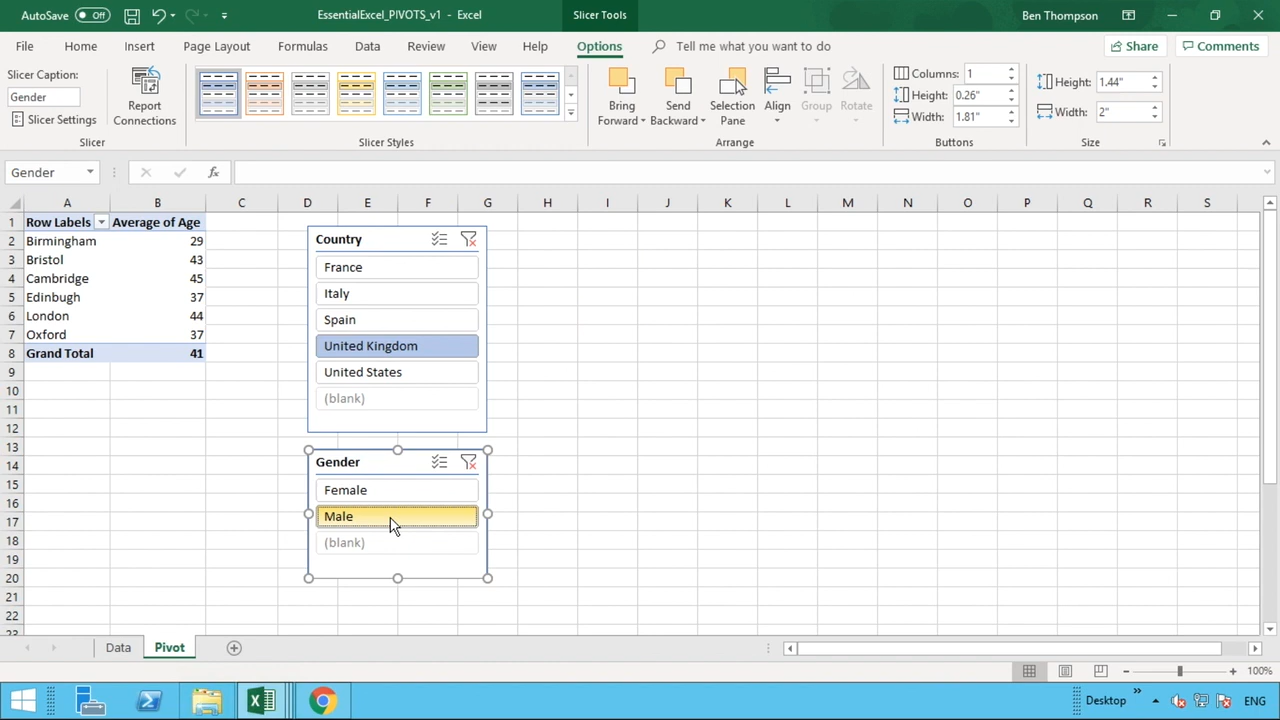 AutoSave Off EssentialExcel_PIVOTS_v1 - Excel Slicer Tools Ben Thompson
File Home Insert Page Layout Formulas Data Review View Help Options Tell me what you want to do Share Comments
Slicer Caption:
Gender
Slicer Settings
Report Connections
Bring Forward
Send Backward
Selection Pane
Align
Group
Rotate
Columns: 1
Height: 0.26"
Width: 1.81"
Height: 1.44"
Width: 2"
Slicer Slicer Styles Arrange Buttons Size
Gender fx
A B C D E F G H I J K L M N O P Q R S
1 Row Labels Average of Age
2 Birmingham 29
3 Bristol 43
4 Cambridge 45
5 Edinbugh 37
6 London 44
7 Oxford 37
8 Grand Total 41
9
10
11
12
13
14
15
16
17
18
19
20
21
22
23
Country
France
Italy
Spain
United Kingdom
United States
(blank)
Gender
Female
Male
(blank)
Data Pivot
100%
Desktop ENG